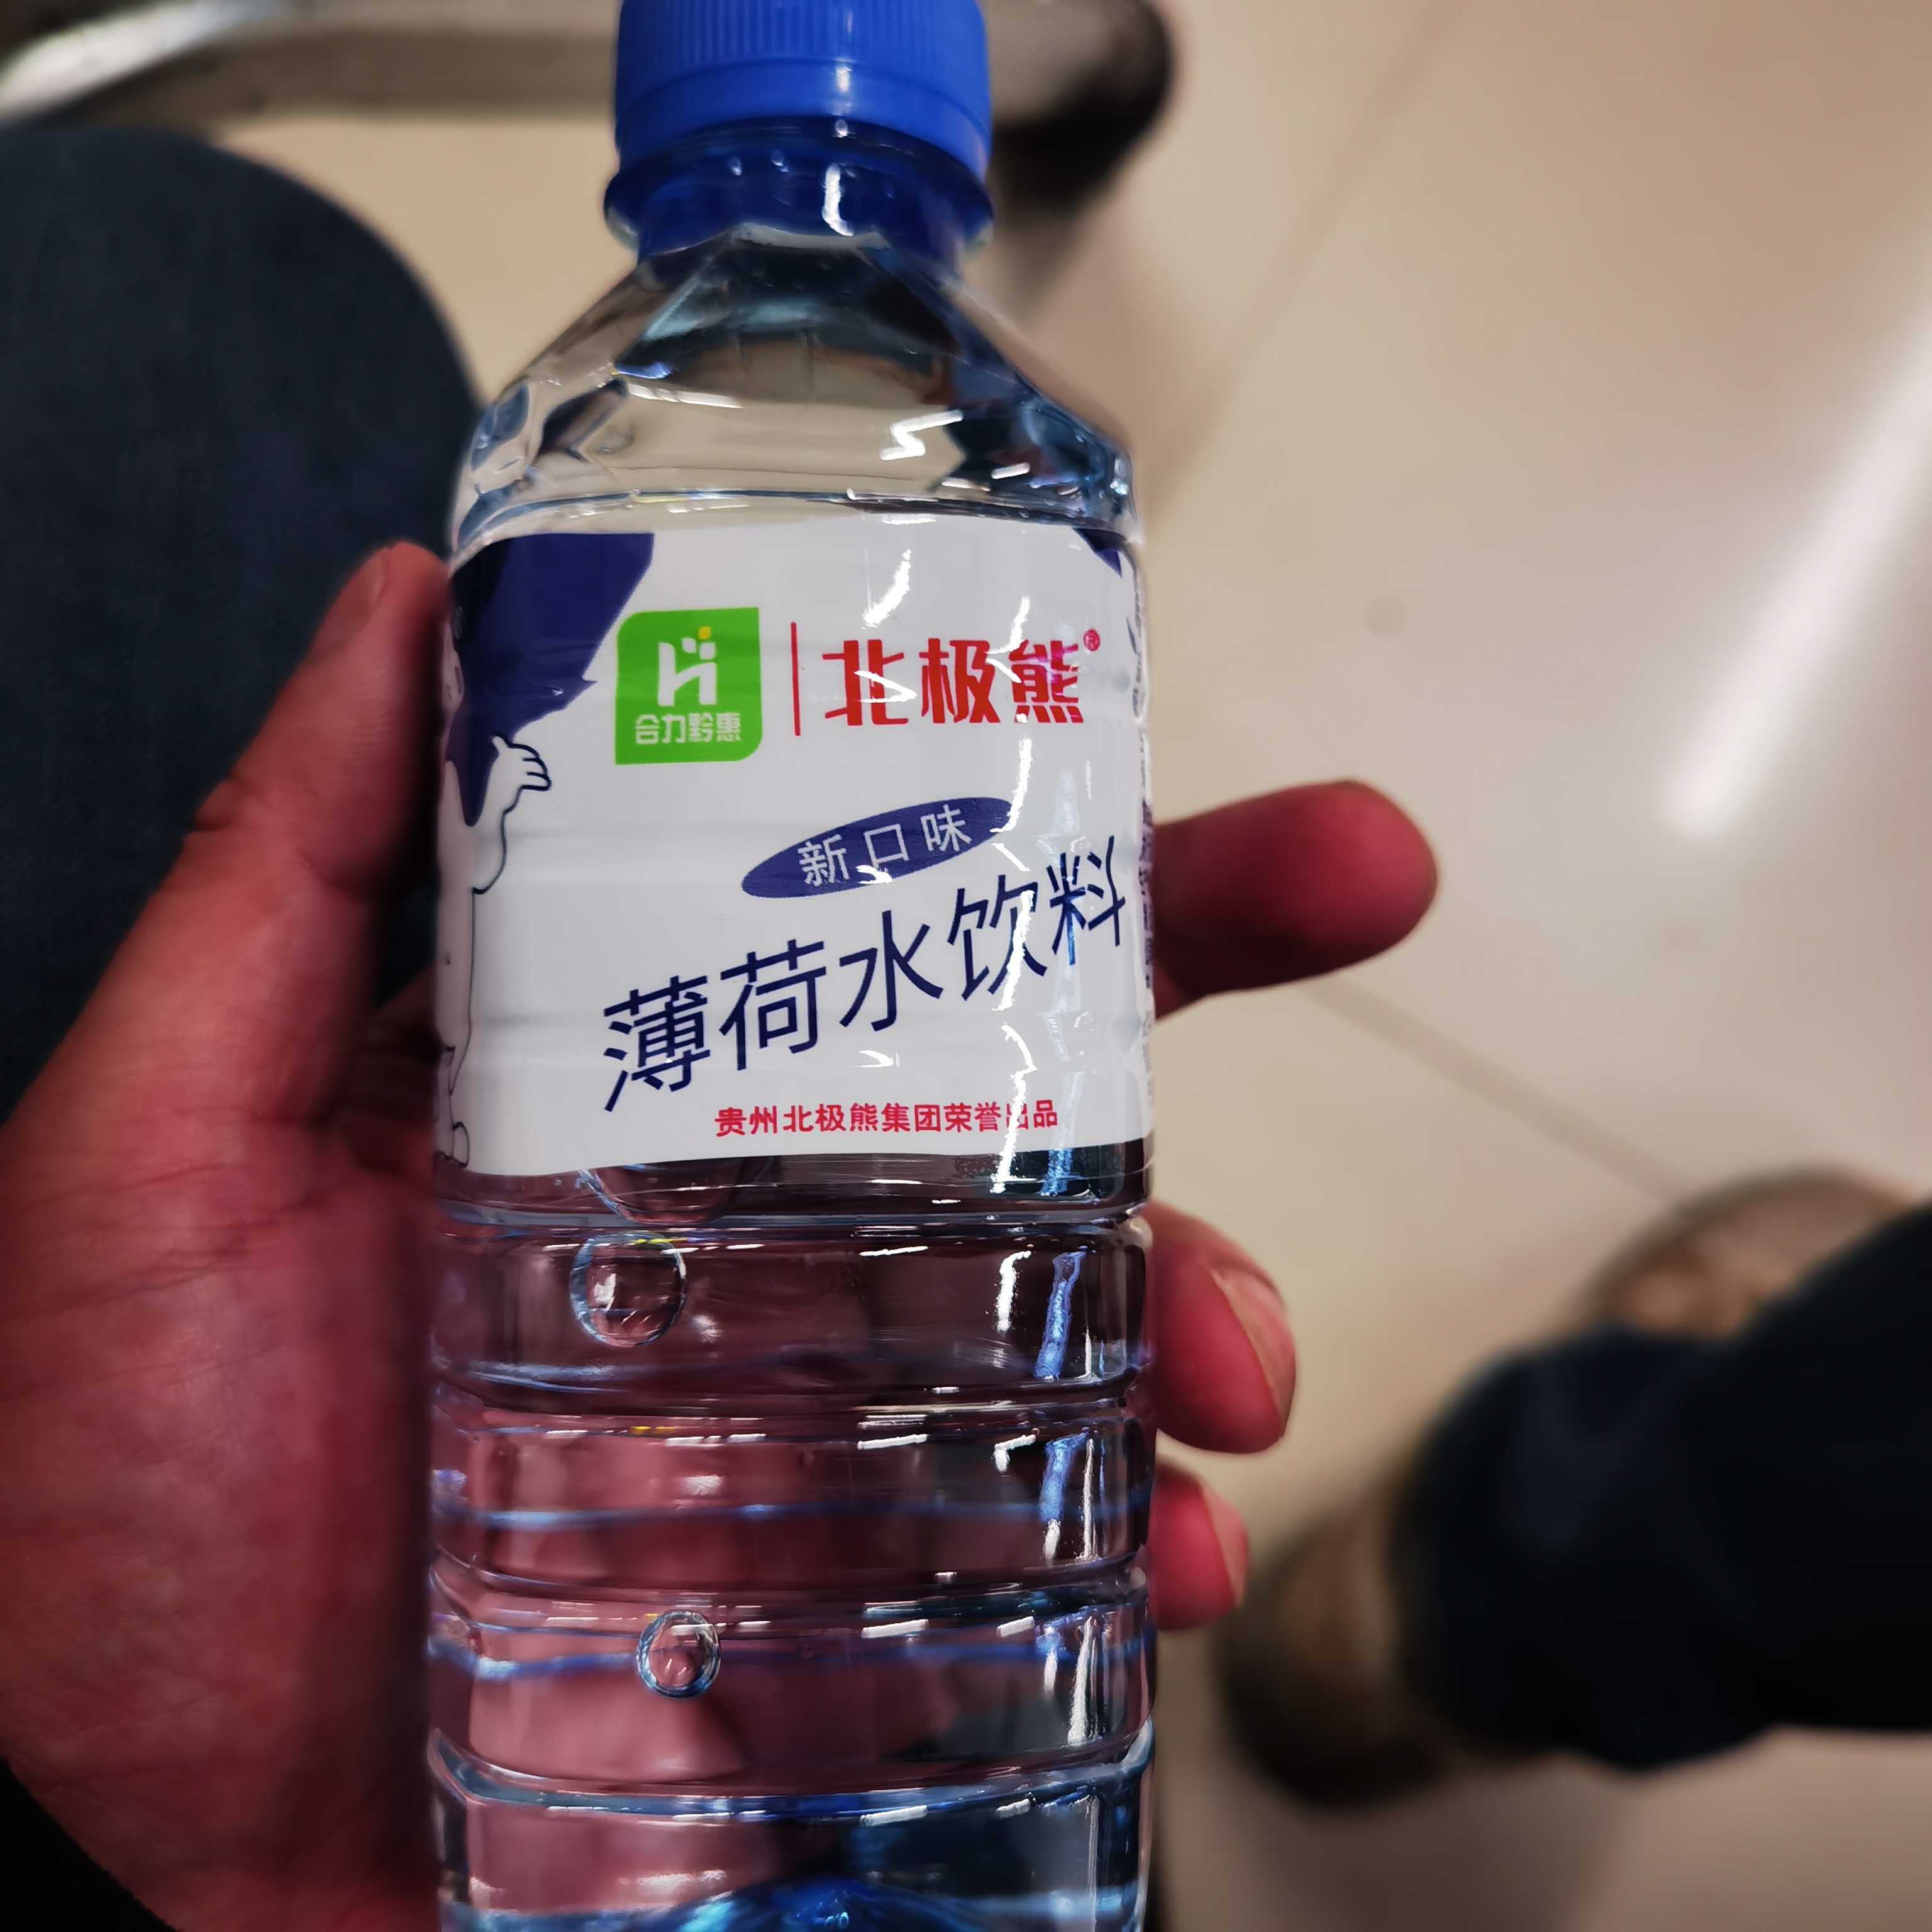 合力黔惠
北极熊®
新口味
薄荷水饮料
贵州北极熊集团荣誉出品